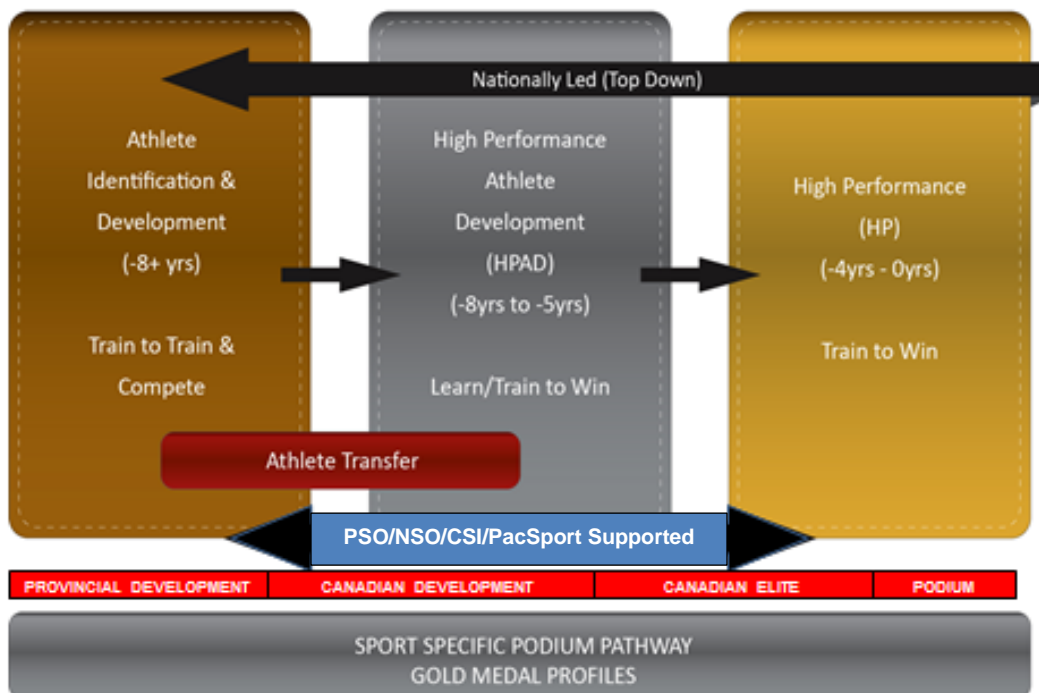 Nationally Led (Top Down)
Athlete
Identification &
Development
(-8+ yrs)
Train to Train &
Compete
High Performance
Athlete
Development
(HPAD)
(-8yrs to -5yrs)
Learn/Train to Win
High Performance
(HP)
(-4yrs - 0yrs)
Train to Win
Athlete Transfer
PSO/NSO/CSI/PacSport Supported
PROVINCIAL DEVELOPMENT
CANADIAN DEVELOPMENT
CANADIAN ELITE
PODIUM
SPORT SPECIFIC PODIUM PATHWAY
GOLD MEDAL PROFILES